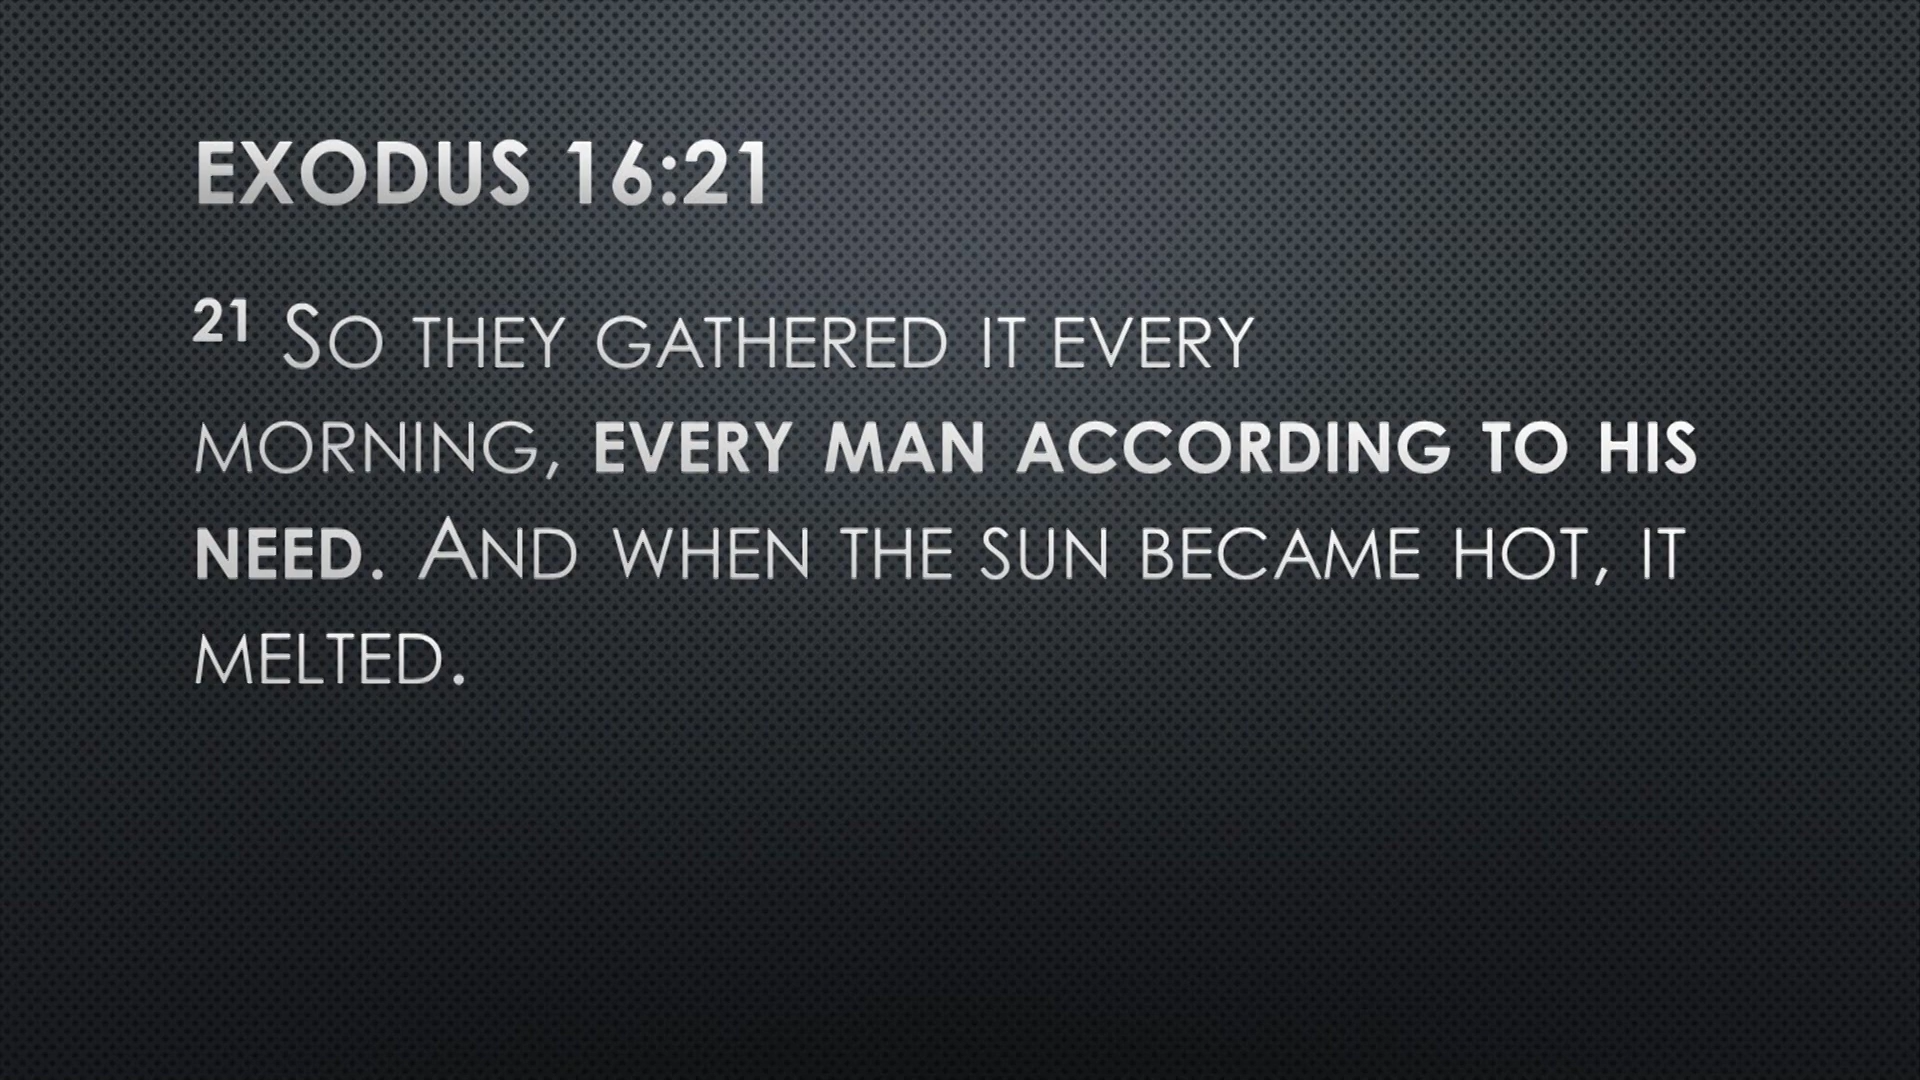 EXODUS 16:21
21 SO THEY GATHERED IT EVERY
MORNING, EVERY MAN ACCORDING TO HIS
NEED. AND WHEN THE SUN BECAME HOT, IT
MELTED.